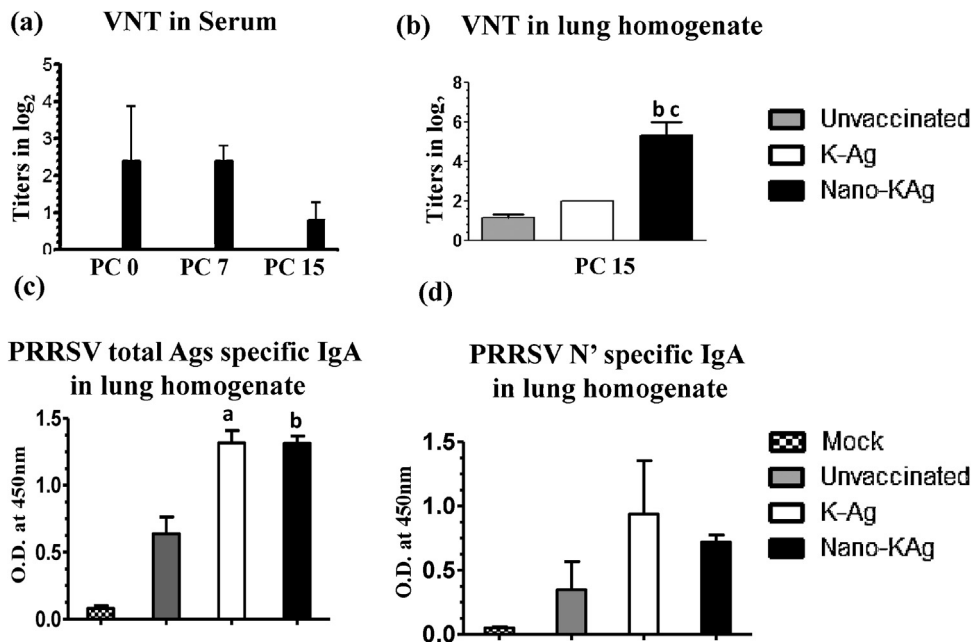 (a)
VNT in Serum
Titers in log2
5
4
3
2
1
0
PC 0
PC 7
PC 15
(b)
VNT in lung homogenate
Titers in log,
8
6
4
2
0
b c
PC 15
Unvaccinated
K-Ag
Nano-KAg
(c)
PRRSV total Ags specific IgA
in lung homogenate
O.D. at 450nm
1.5
1.0
0.5
0.0
a
b
(d)
PRRSV N’ specific IgA
in lung homogenate
O.D. at 450nm
1.5
1.0
0.5
0.0
Mock
Unvaccinated
K-Ag
Nano-KAg